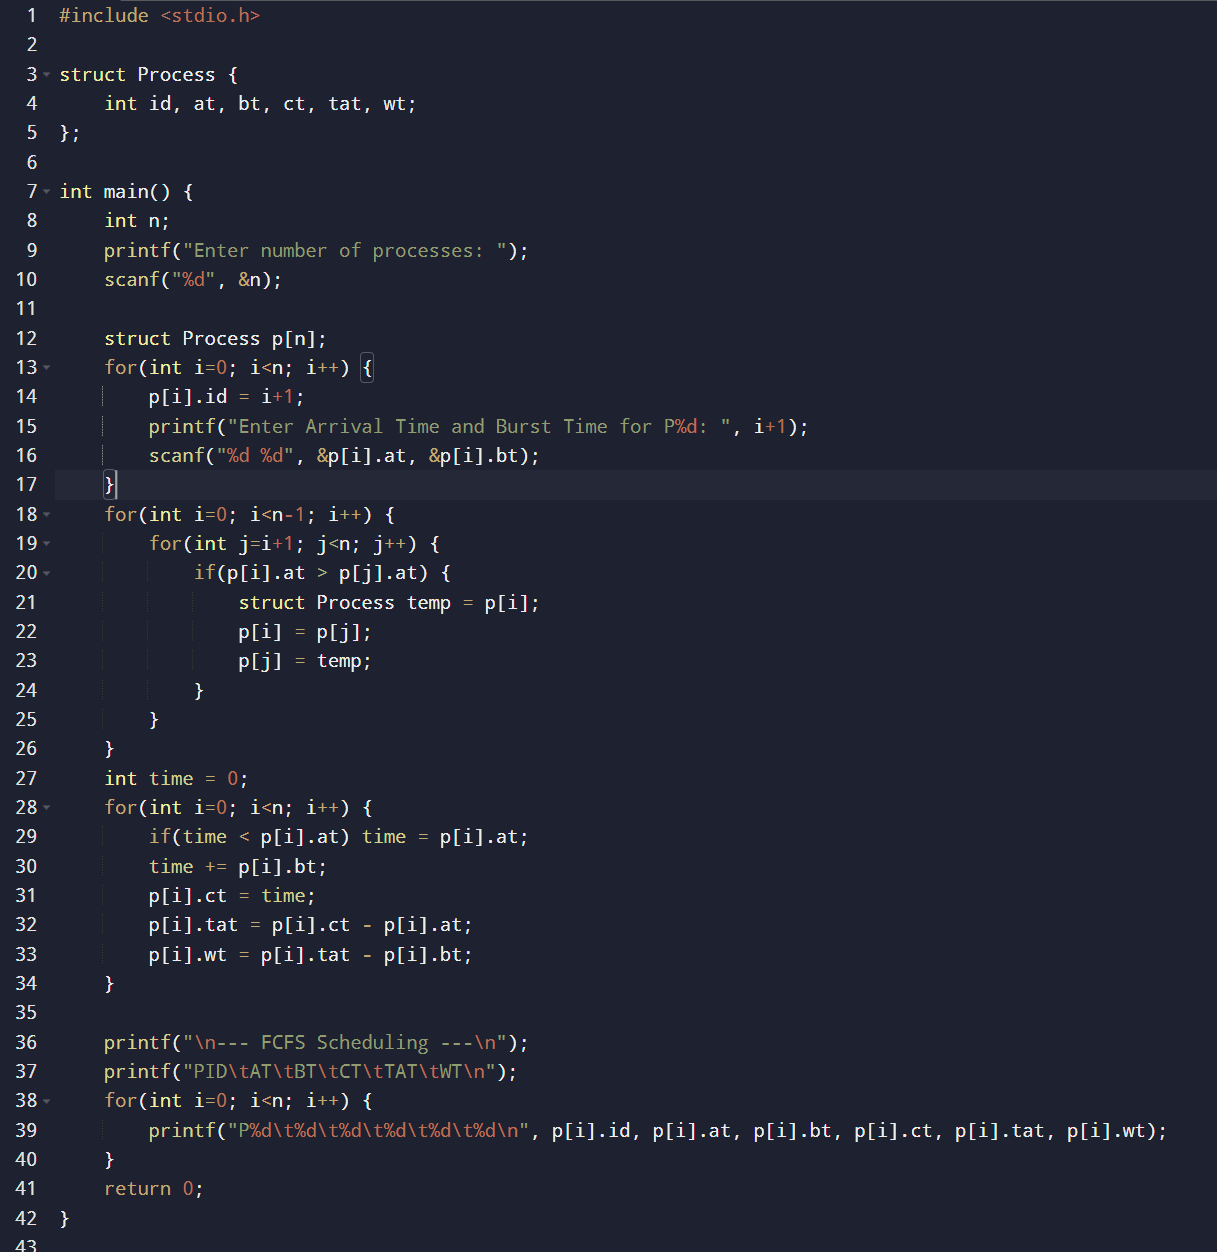 1 #include <stdio.h>
2
3 struct Process {
4     int id, at, bt, ct, tat, wt;
5 };
6
7 int main() {
8     int n;
9     printf("Enter number of processes: ");
10     scanf("%d", &n);
11
12     struct Process p[n];
13     for(int i=0; i<n; i++) {
14         p[i].id = i+1;
15         printf("Enter Arrival Time and Burst Time for P%d: ", i+1);
16         scanf("%d %d", &p[i].at, &p[i].bt);
17     }
18     for(int i=0; i<n-1; i++) {
19         for(int j=i+1; j<n; j++) {
20             if(p[i].at > p[j].at) {
21                 struct Process temp = p[i];
22                 p[i] = p[j];
23                 p[j] = temp;
24             }
25         }
26     }
27     int time = 0;
28     for(int i=0; i<n; i++) {
29         if(time < p[i].at) time = p[i].at;
30         time += p[i].bt;
31         p[i].ct = time;
32         p[i].tat = p[i].ct - p[i].at;
33         p[i].wt = p[i].tat - p[i].bt;
34     }
35
36     printf("\n--- FCFS Scheduling ---\n");
37     printf("PID\tAT\tBT\tCT\tTAT\tWT\n");
38     for(int i=0; i<n; i++) {
39         printf("P%d\t%d\t%d\t%d\t%d\t%d\n", p[i].id, p[i].at, p[i].bt, p[i].ct, p[i].tat, p[i].wt);
40     }
41     return 0;
42 }
43